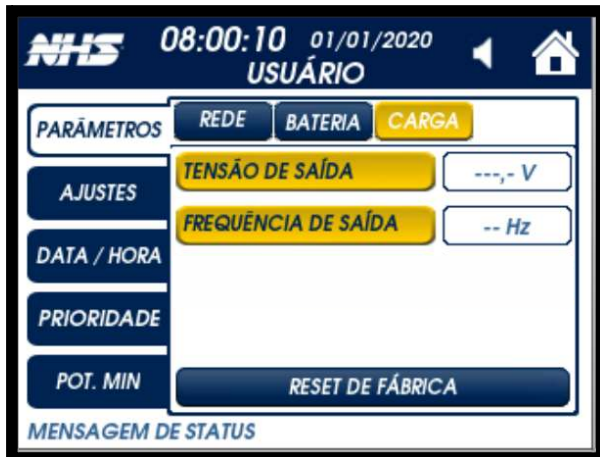 NHS 08:00:10 01/01/2020
USUÁRIO
PARÂMETROS REDE BATERIA CARGA
TENSÃO DE SAÍDA ---,- V
AJUSTES
FREQUÊNCIA DE SAÍDA -- Hz
DATA / HORA
PRIORIDADE
POT. MIN RESET DE FÁBRICA
MENSAGEM DE STATUS